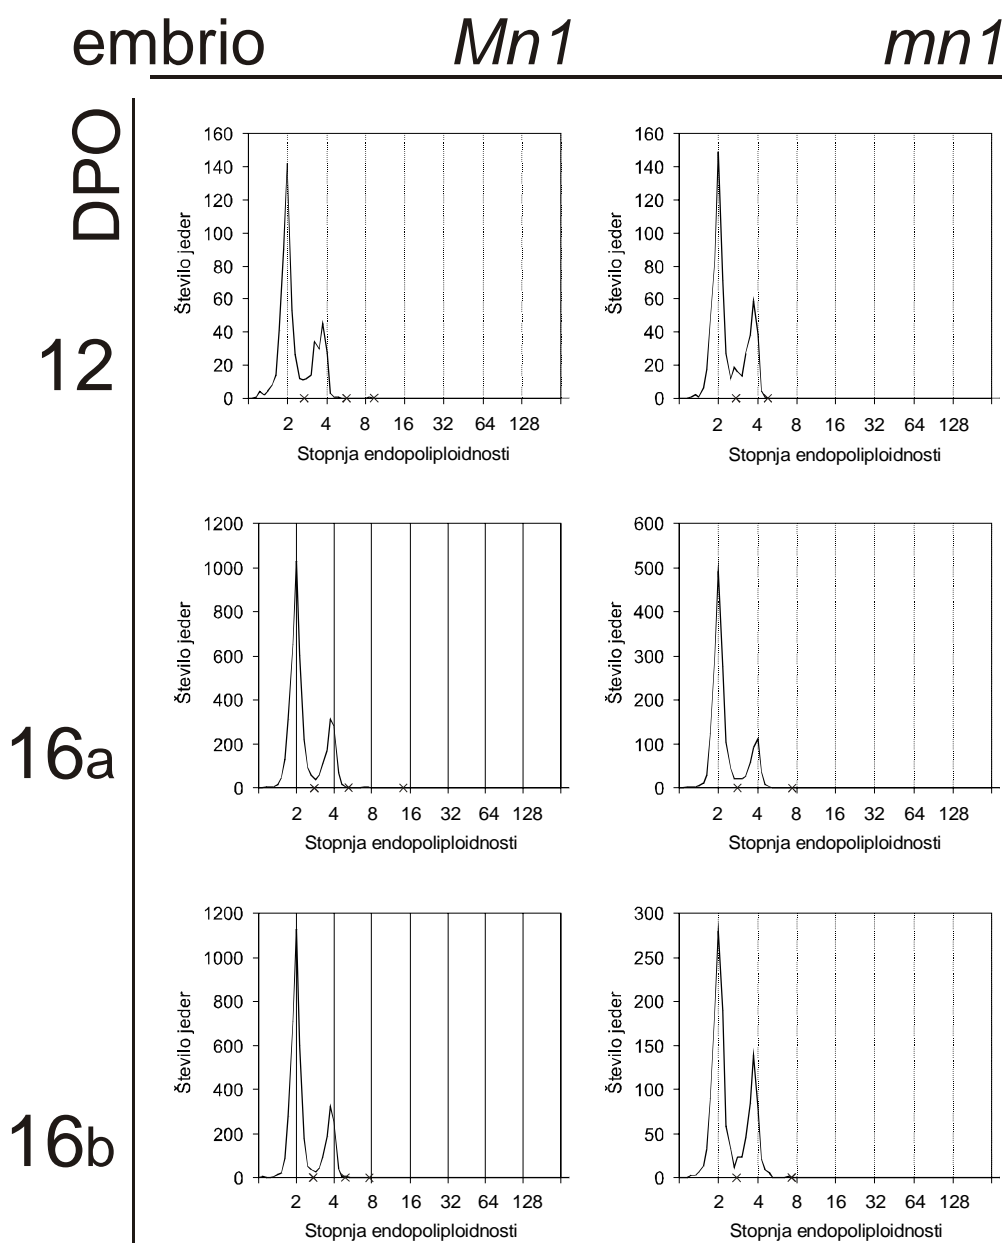 embrio Mn1 mn1
DPO
12
Število jeder
160
140
120
100
80
60
40
20
0
2 4 8 16 32 64 128
Stopnja endopoliploidnosti
Število jeder
160
140
120
100
80
60
40
20
0
2 4 8 16 32 64 128
Stopnja endopoliploidnosti
16a
Število jeder
1200
1000
800
600
400
200
0
2 4 8 16 32 64 128
Stopnja endopoliploidnosti
Število jeder
600
500
400
300
200
100
0
2 4 8 16 32 64 128
Stopnja endopoliploidnosti
16b
Število jeder
1200
1000
800
600
400
200
0
2 4 8 16 32 64 128
Stopnja endopoliploidnosti
Število jeder
300
250
200
150
100
50
0
2 4 8 16 32 64 128
Stopnja endopoliploidnosti